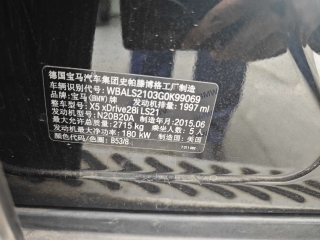 德国宝马汽车集团史帕滕博格工厂制造
车辆识别代号: WBALS2103G0K99069
品牌: 宝马(BMW)牌 发动机排量: 1997 ml
型号: X5 xDrive28i LS21
发动机型号: N20B20A 制造年月: 2015.06
最大允许总质量: 2715 kg 乘坐人数: 5 人
发动机最大净功率: 180 kW 制造国: 美国
颜色代码/色号: B53/B